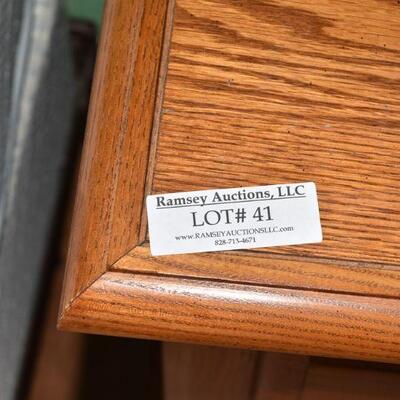 Ramsey Auctions, LLC
LOT# 41
www.RAMSEYAUCTIONSLLC.com
828-713-4671